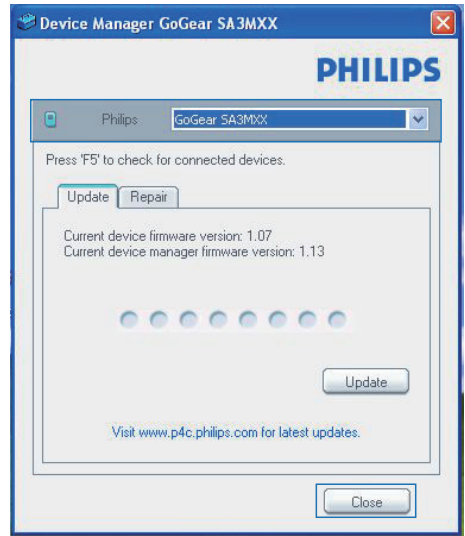 Device Manager GoGear SA3MXX
PHILIPS
Philips GoGear SA3MXX
Press 'F5' to check for connected devices.
Update Repair
Current device firmware version: 1.07
Current device manager firmware version: 1.13
Update
Visit www.p4c.philips.com for latest updates.
Close